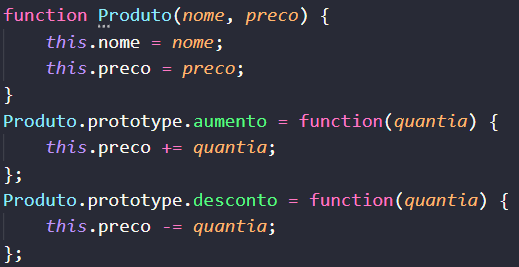 function Produto(nome, preco) {
    this.nome = nome;
    this.preco = preco;
}
Produto.prototype.aumento = function(quantia) {
    this.preco += quantia;
};
Produto.prototype.desconto = function(quantia) {
    this.preco -= quantia;
};